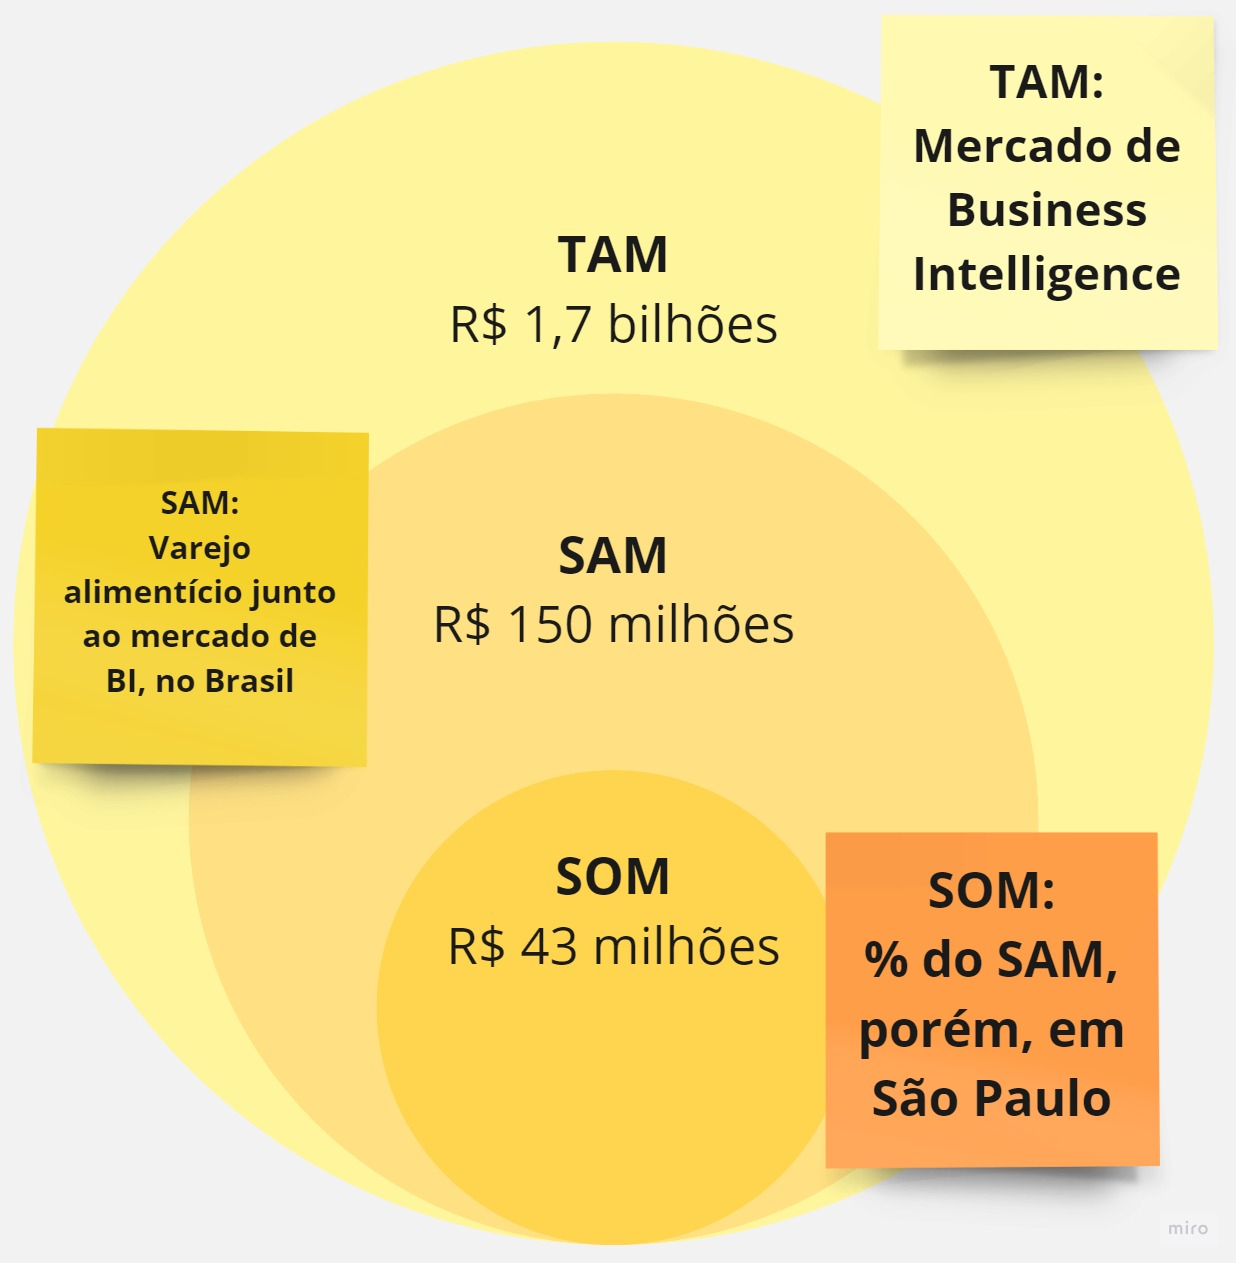 TAM:
Mercado de
Business
Intelligence
TAM
R$ 1,7 bilhões
SAM:
Varejo
alimentício junto
ao mercado de
BI, no Brasil
SAM
R$ 150 milhões
SOM
R$ 43 milhões
SOM:
% do SAM,
porém, em
São Paulo
miro